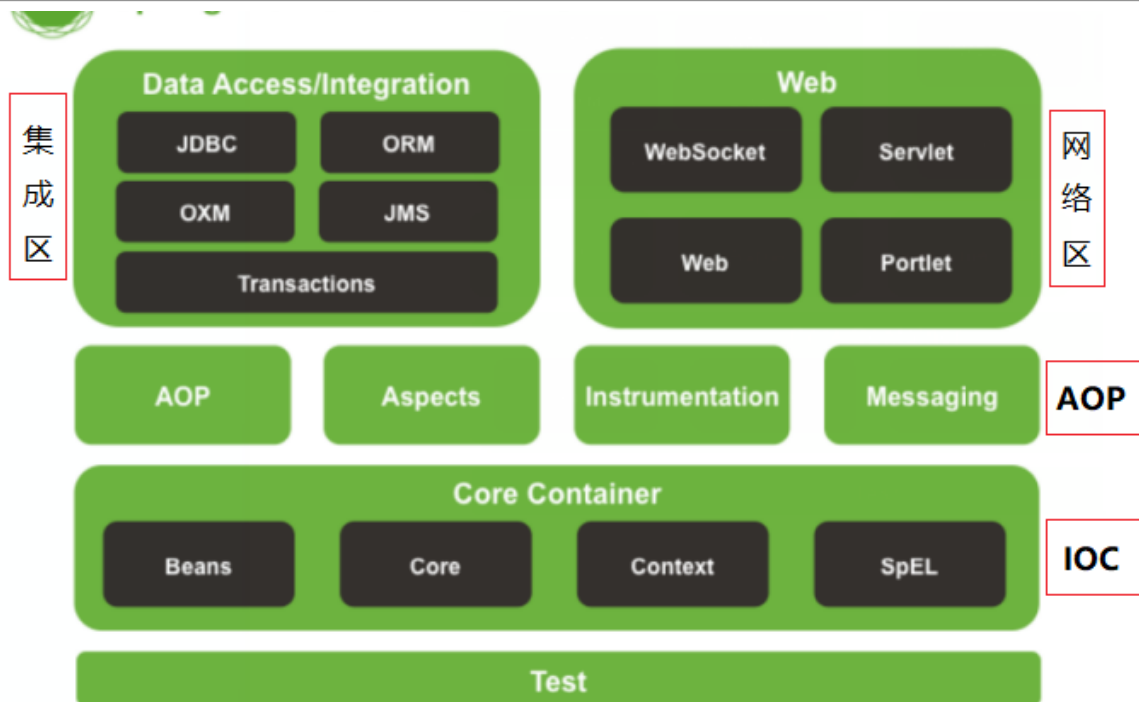 Data Access/Integration
JDBC
ORM
OXM
JMS
Transactions
集成区
Web
WebSocket
Servlet
Web
Portlet
网络区
AOP
Aspects
Instrumentation
Messaging
AOP
Core Container
Beans
Core
Context
SpEL
IOC
Test